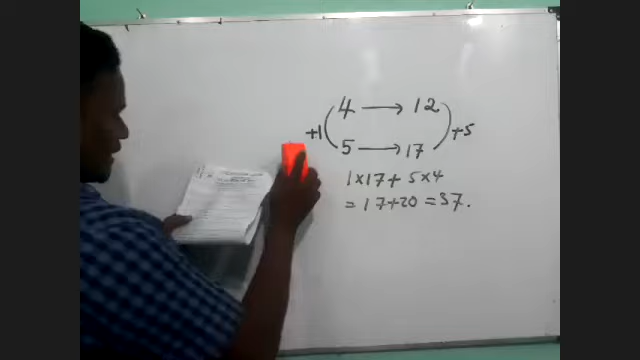 4 → 12
+1 +5
5 → 17
1×17 + 5×4
= 17+20 = 37.